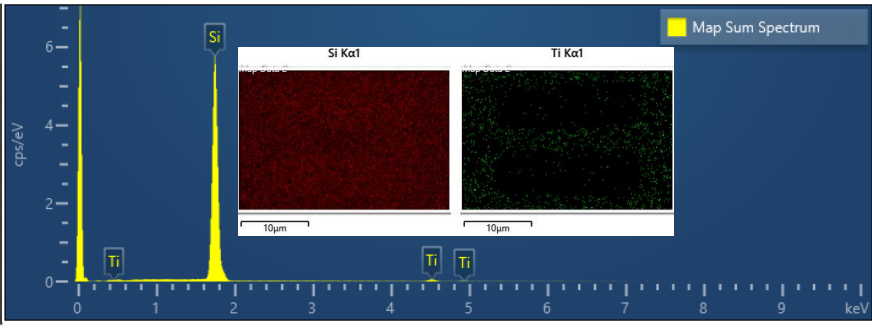 Map Sum Spectrum
cps/eV
6
4
2
0
Si
Ti
Ti
Ti
Si Kα1
Ti Kα1
10µm
10µm
0 1 2 3 4 5 6 7 8 9 keV